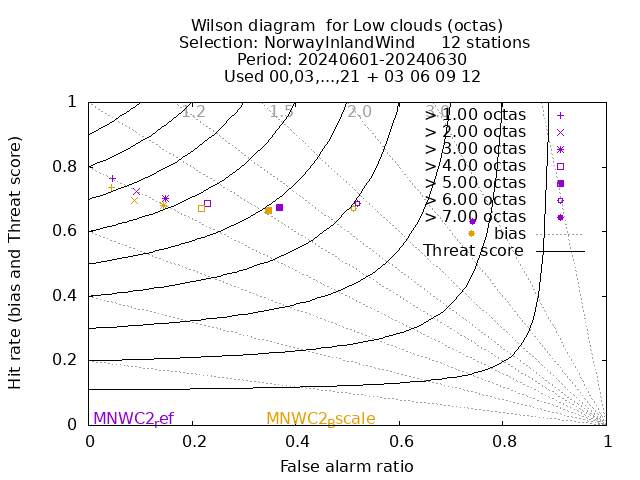 Wilson diagram  for Low clouds (octas)
Selection: NorwayInlandWind     12 stations
Period: 20240601-20240630
Used 00,03,...,21 + 03 06 09 12
Hit rate (bias and Threat score)
1
0.8
0.6
0.4
0.2
0
1.2
1.5
2.0
3.0
> 1.00 octas
> 2.00 octas
> 3.00 octas
> 4.00 octas
> 5.00 octas
> 6.00 octas
> 7.00 octas
bias
Threat score
MNWC2ref
MNWC2Bscale
0
0.2
0.4
0.6
0.8
1
False alarm ratio